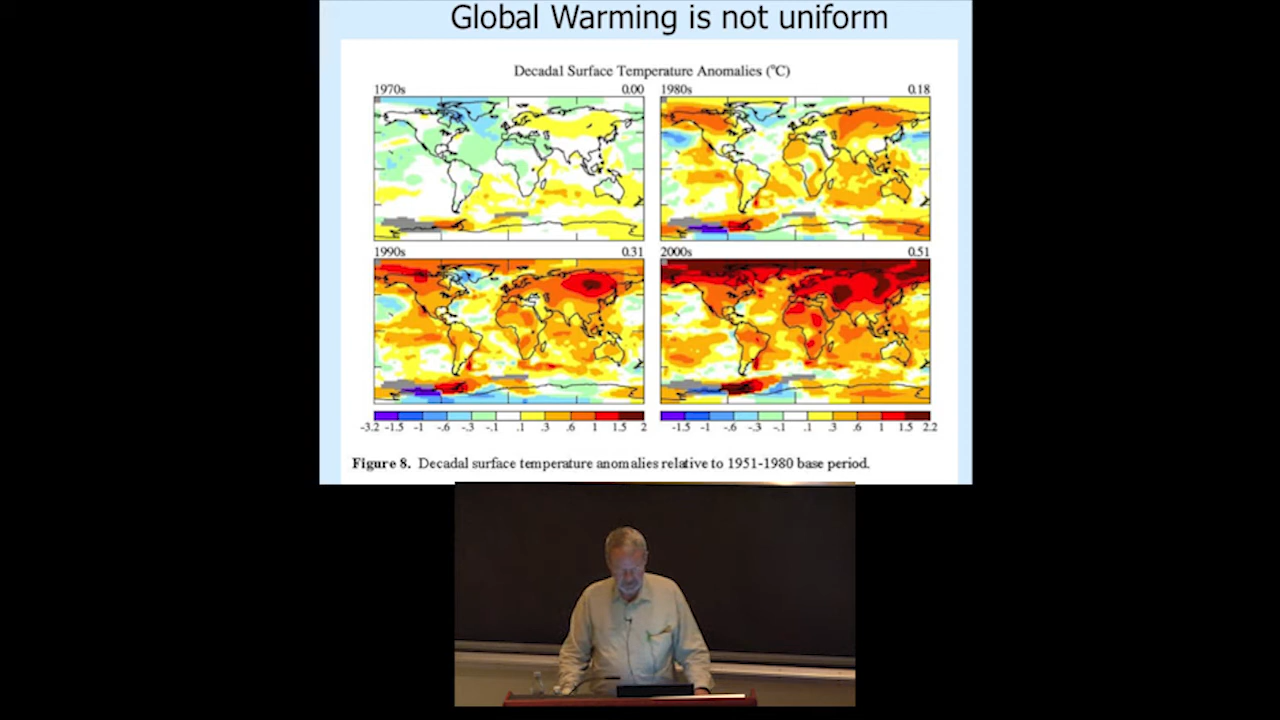 Global Warming is not uniform
Decadal Surface Temperature Anomalies (°C)
1970s 0.00 1980s 0.18
1990s 0.31 2000s 0.51
-3.2 -1.5 -1 -.6 -.3 -.1 .1 .3 .6 1 1.5 2 -1.5 -1 -.6 -.3 -.1 .1 .3 .6 1 1.5 2.2
Figure 8. Decadal surface temperature anomalies relative to 1951-1980 base period.